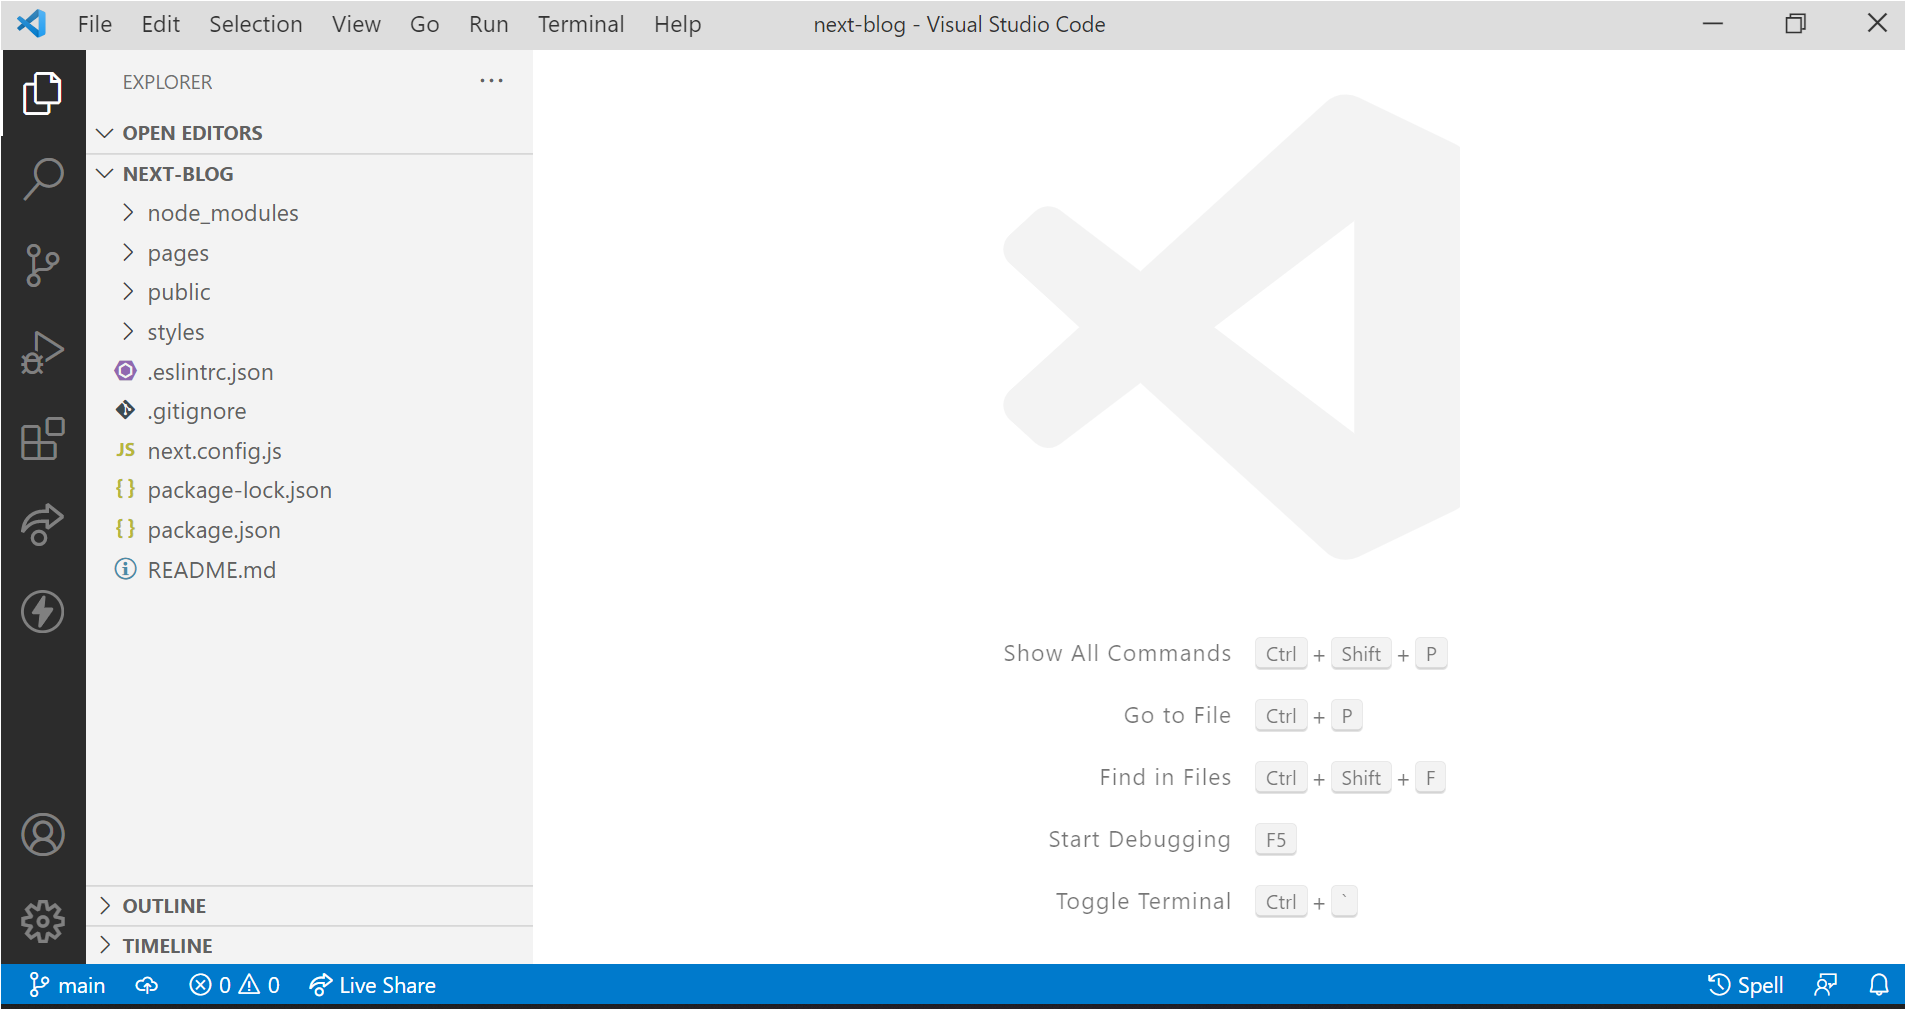 File Edit Selection View Go Run Terminal Help next-blog - Visual Studio Code
EXPLORER ···
OPEN EDITORS
NEXT-BLOG
node_modules
pages
public
styles
.eslintrc.json
.gitignore
JS next.config.js
{} package-lock.json
{} package.json
README.md
OUTLINE
TIMELINE
Show All Commands Ctrl + Shift + P
Go to File Ctrl + P
Find in Files Ctrl + Shift + F
Start Debugging F5
Toggle Terminal Ctrl + `
main 0 0 Live Share Spell